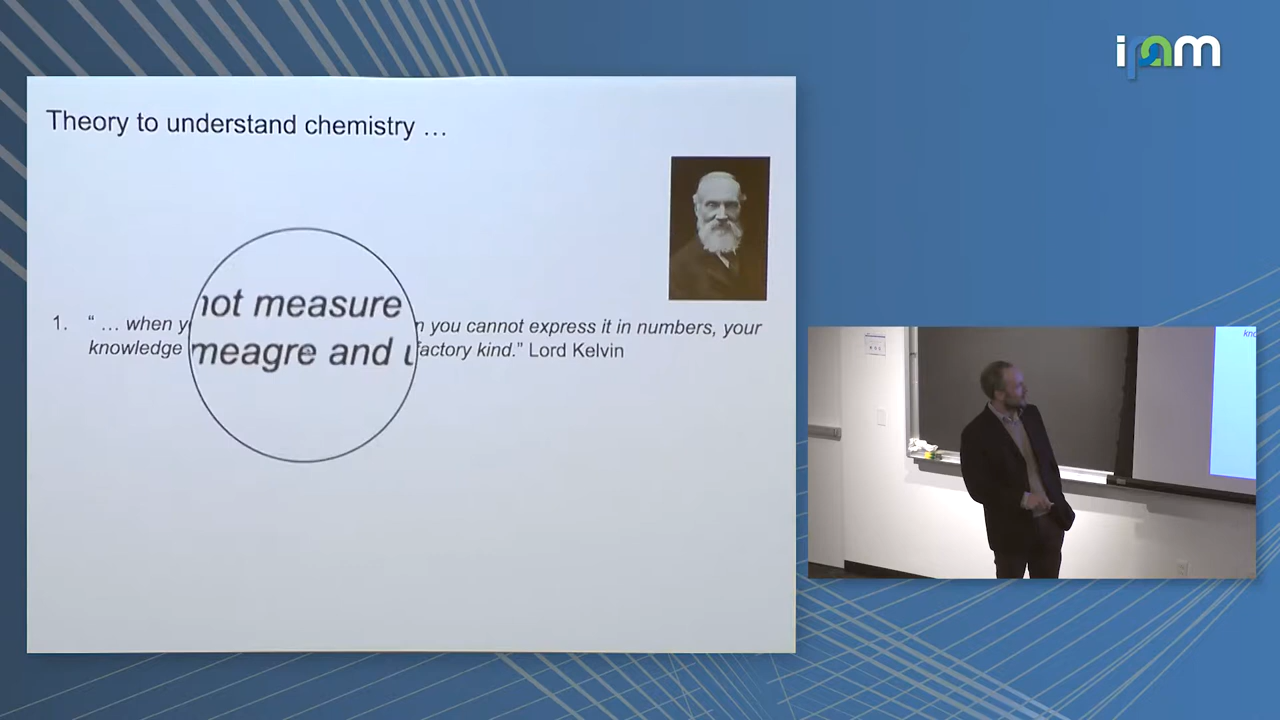 ipam
Theory to understand chemistry …
not measure
1. “ … when you cannot express it in numbers, your
meagre and
knowledge factory kind.” Lord Kelvin